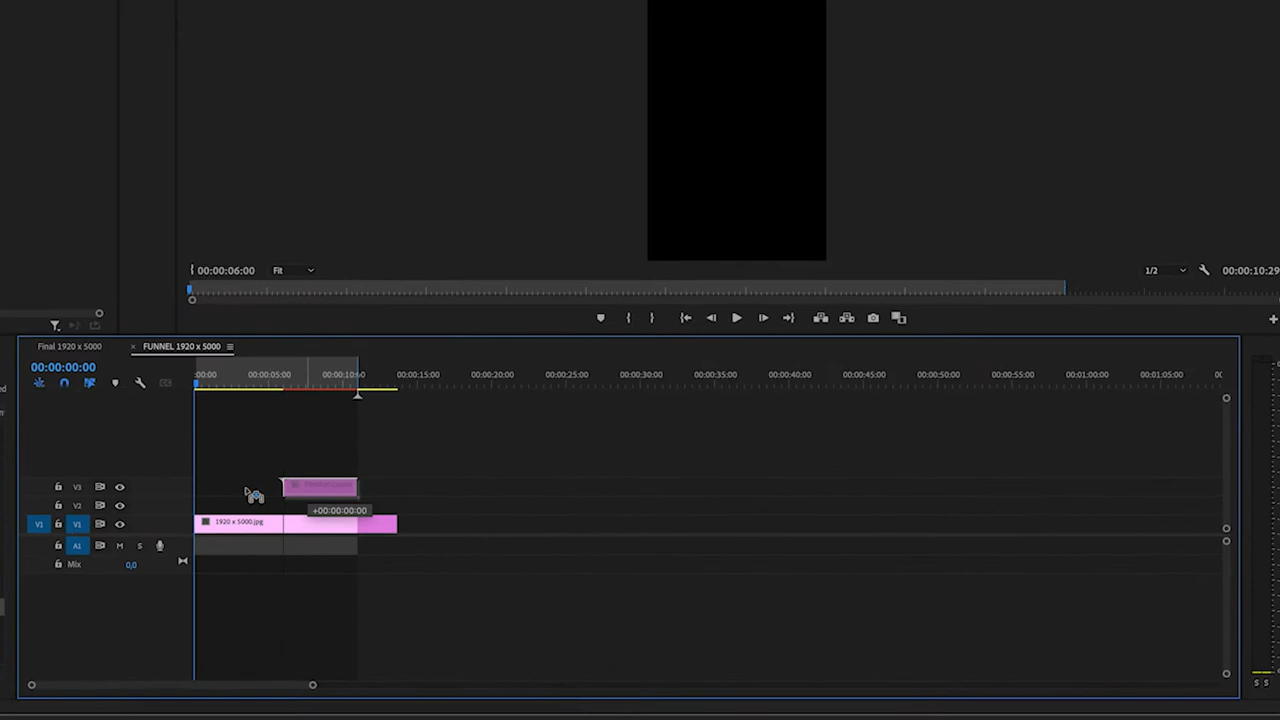 00:00:06:00 Fit 1/2 00:00:10:29
Final 1920 x 5000 × FUNNEL 1920 x 5000
00:00:00:00
:00:00 00:00:05:00 00:00:15:00 00:00:20:00 00:00:25:00 00:00:30:00 00:00:35:00 00:00:40:00 00:00:45:00 00:00:50:00 00:00:55:00 00:01:00:00 00:01:05:00 00
V3
V2
+00:00:00:00
V1 V1 1920 x 5000.jpg
A1 M S
Mix 0,0
S S